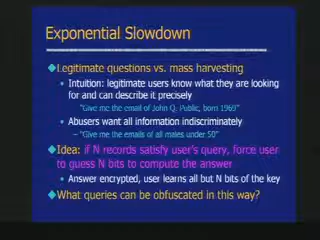 Exponential Slowdown
Legitimate questions vs. mass harvesting
Intuition: legitimate users know what they are looking
for and can describe it precisely
"Give me the email of John Q. Public, born 1969"
Abusers want all information indiscriminately
– "Give me the emails of all males under 50"
Idea: if N records satisfy user's query, force user
to guess N bits to compute the answer
Answer encrypted, user learns all but N bits of the key
What queries can be obfuscated in this way?